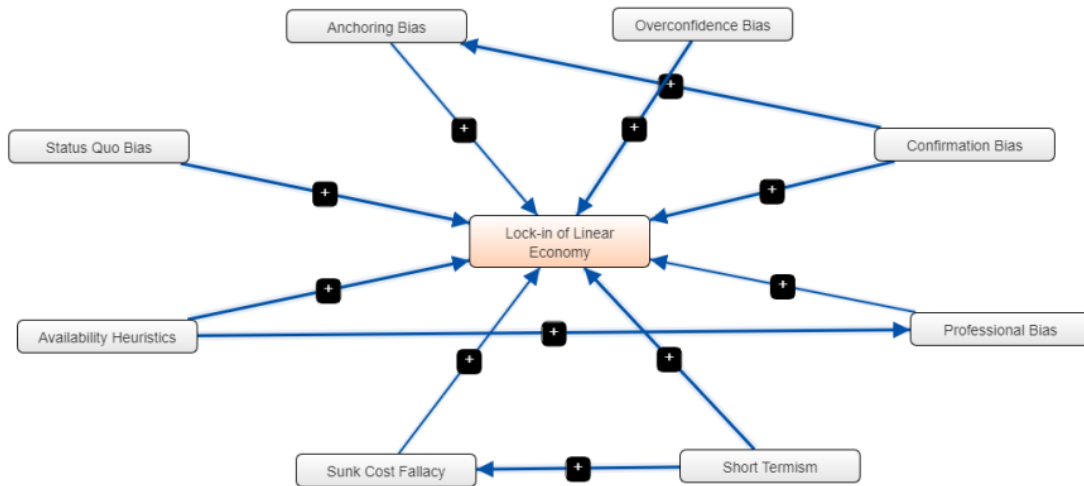 Overconfidence Bias
Anchoring Bias
+
+
+
Status Quo Bias
Confirmation Bias
+
+
Lock-in of Linear
Economy
+
+
Availability Heuristics
+
Professional Bias
+
+
Sunk Cost Fallacy
+
Short Termism